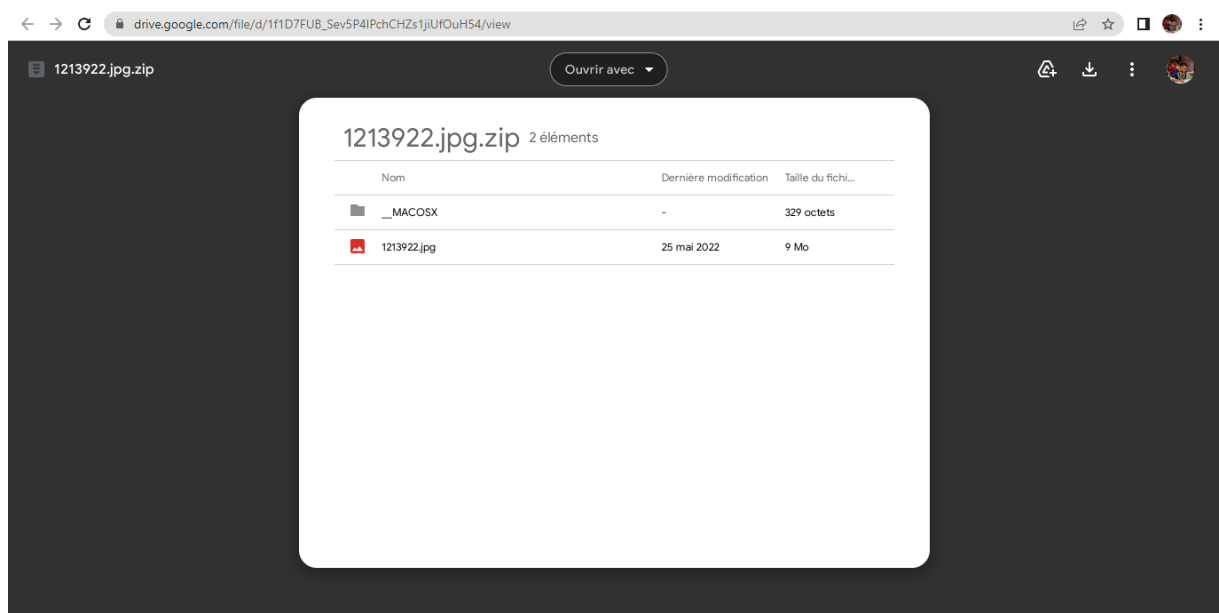 drive.google.com/file/d/1f1D7FUB_Sev5P4IPchCHZs1jiUfOuH54/view
1213922.jpg.zip
Ouvrir avec
1213922.jpg.zip 2 éléments
Nom Dernière modification Taille du fichi...
__MACOSX - 329 octets
1213922.jpg 25 mai 2022 9 Mo